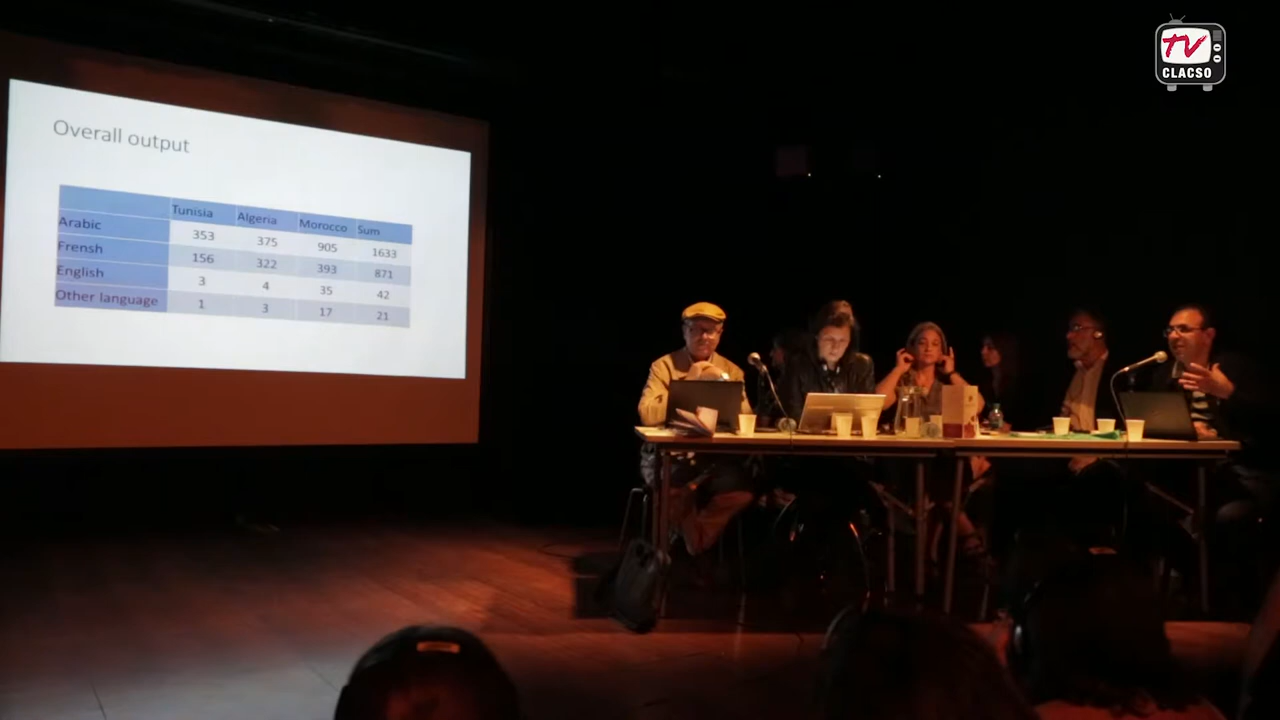 TV
CLACSO
Overall output
Tunisia Algeria Morocco Sum
Arabic 353 375 905 1633
Frensh 156 322 393 871
English 3 4 35 42
Other language 1 3 17 21